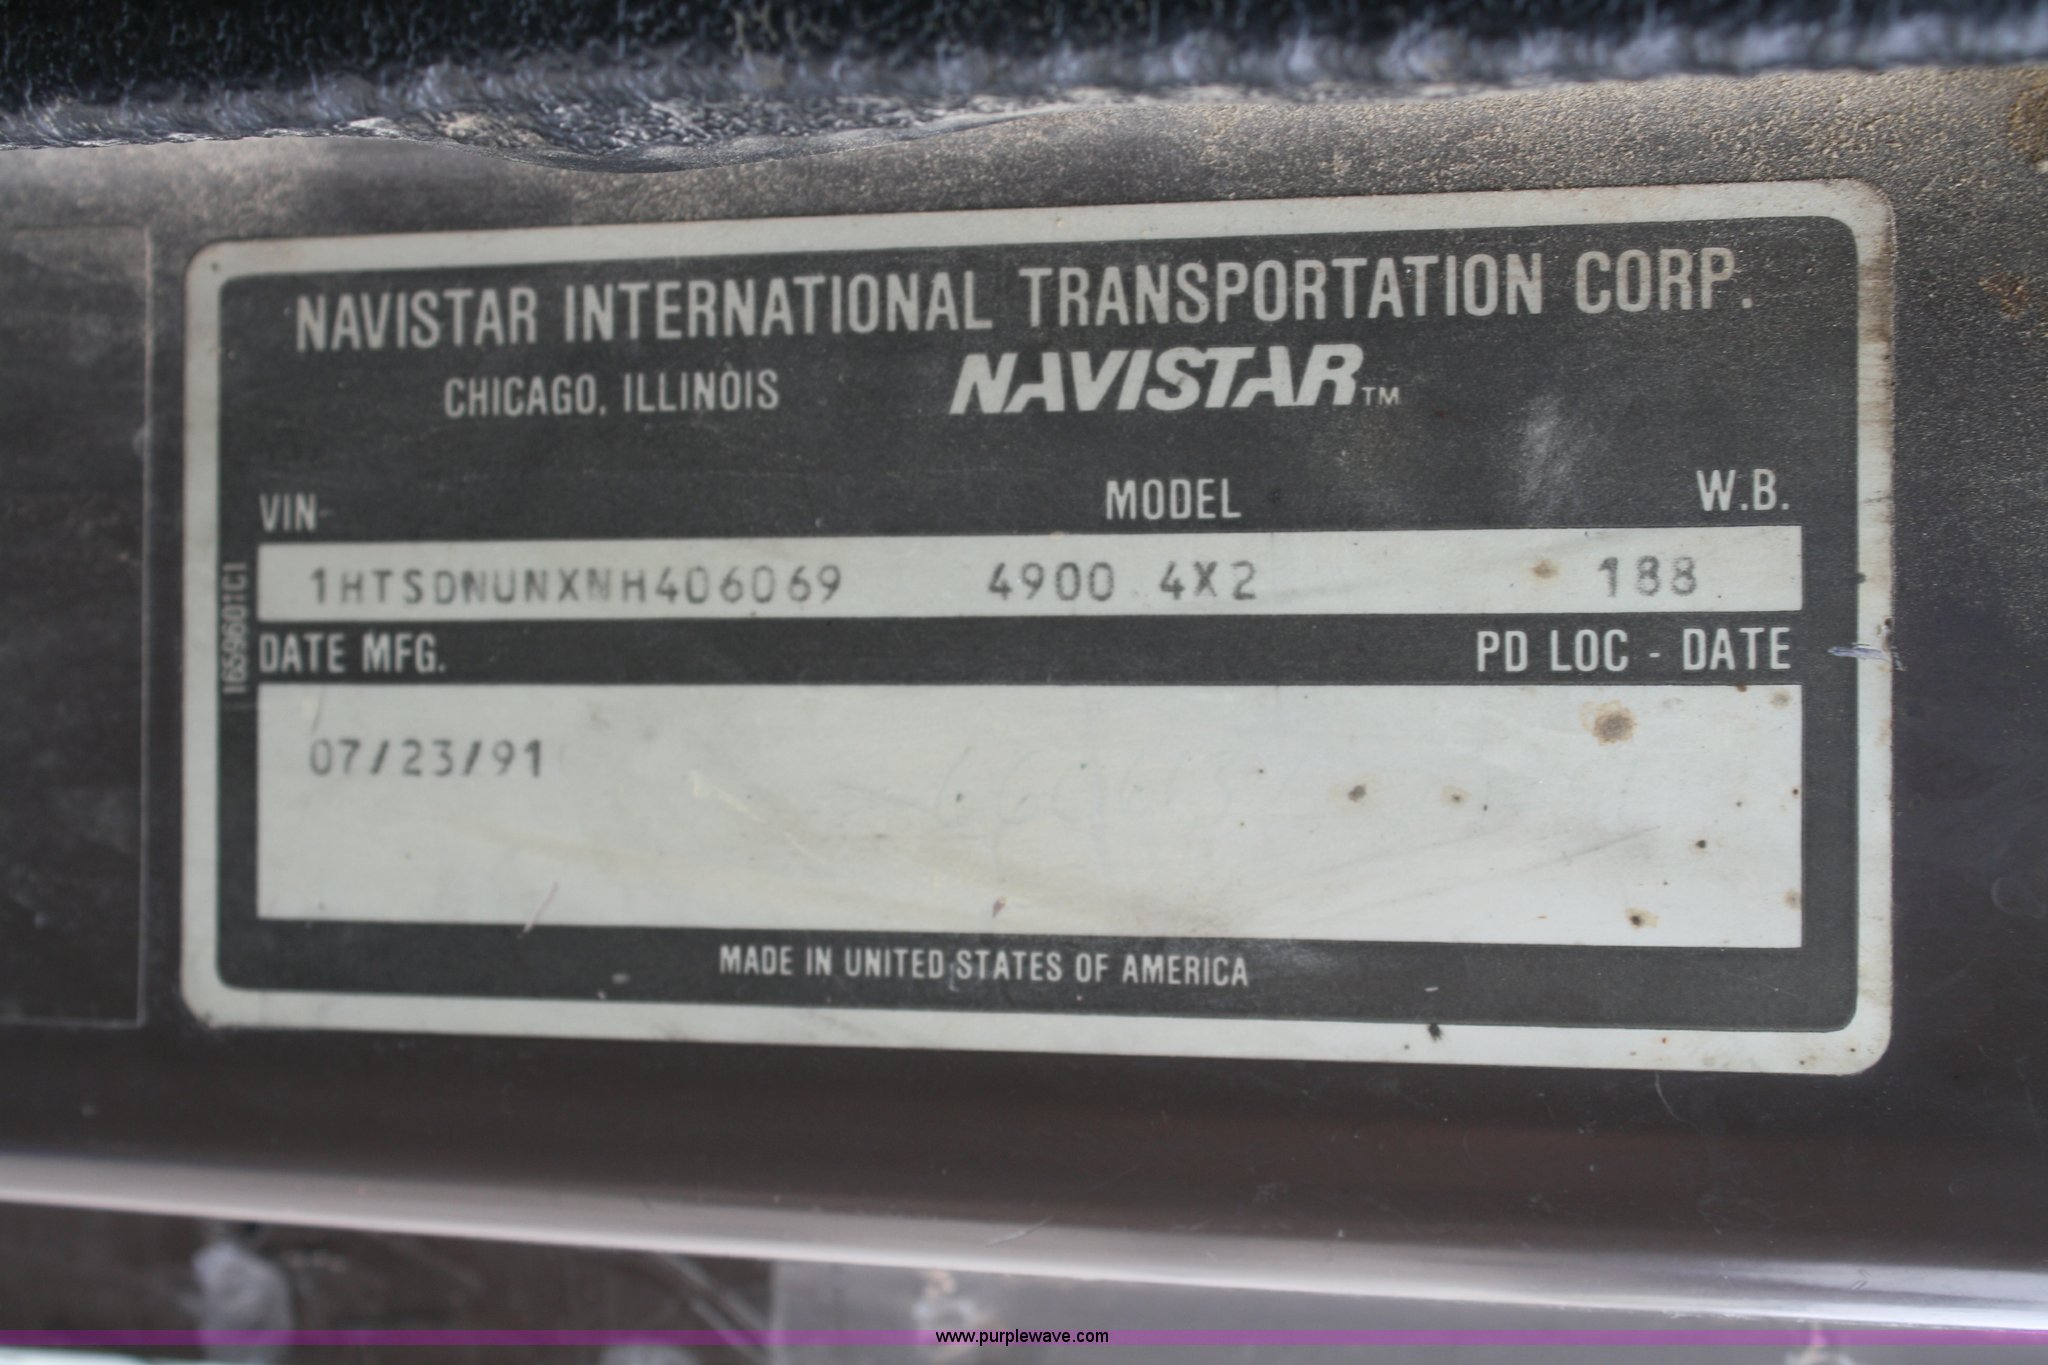 NAVISTAR INTERNATIONAL TRANSPORTATION CORP.
CHICAGO, ILLINOIS NAVISTAR™
VIN MODEL W.B.
1HTSDNUNXNH406069 4900 4X2 188
1659601C1
DATE MFG. PD LOC - DATE
07/23/91
MADE IN UNITED STATES OF AMERICA
www.purplewave.com